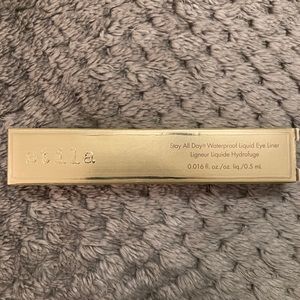 stila
Stay All Day® Waterproof Liquid Eye Liner
Ligneur Liquide Hydrofuge
0.016 fl. oz./oz. liq./0.5 mL